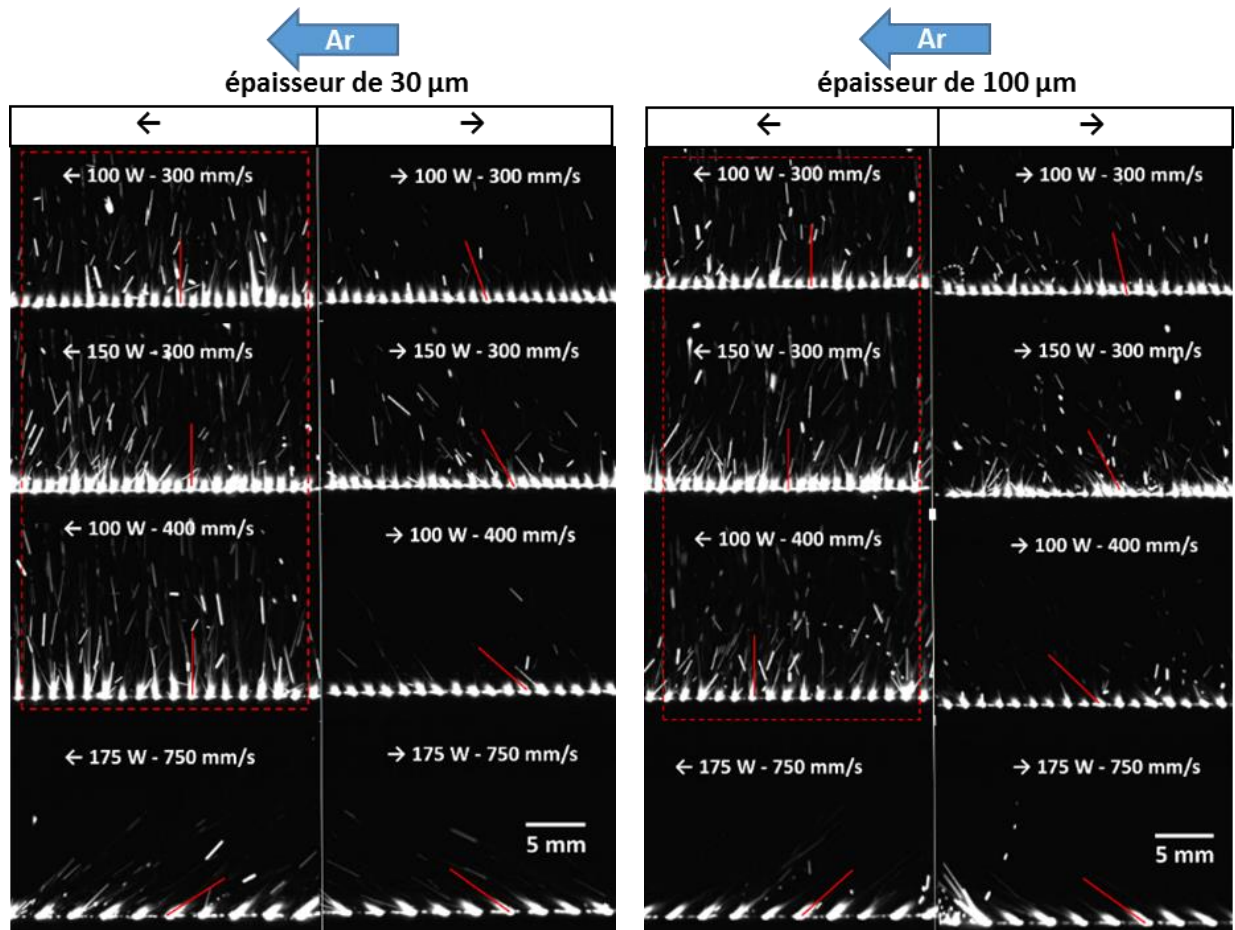 Ar
épaisseur de 30 µm
← →
← 100 W - 300 mm/s → 100 W - 300 mm/s
← 150 W - 300 mm/s → 150 W - 300 mm/s
← 100 W - 400 mm/s → 100 W - 400 mm/s
← 175 W - 750 mm/s → 175 W - 750 mm/s
5 mm
Ar
épaisseur de 100 µm
← →
← 100 W - 300 mm/s → 100 W - 300 mm/s
← 150 W - 300 mm/s → 150 W - 300 mm/s
← 100 W - 400 mm/s → 100 W - 400 mm/s
← 175 W - 750 mm/s → 175 W - 750 mm/s
5 mm